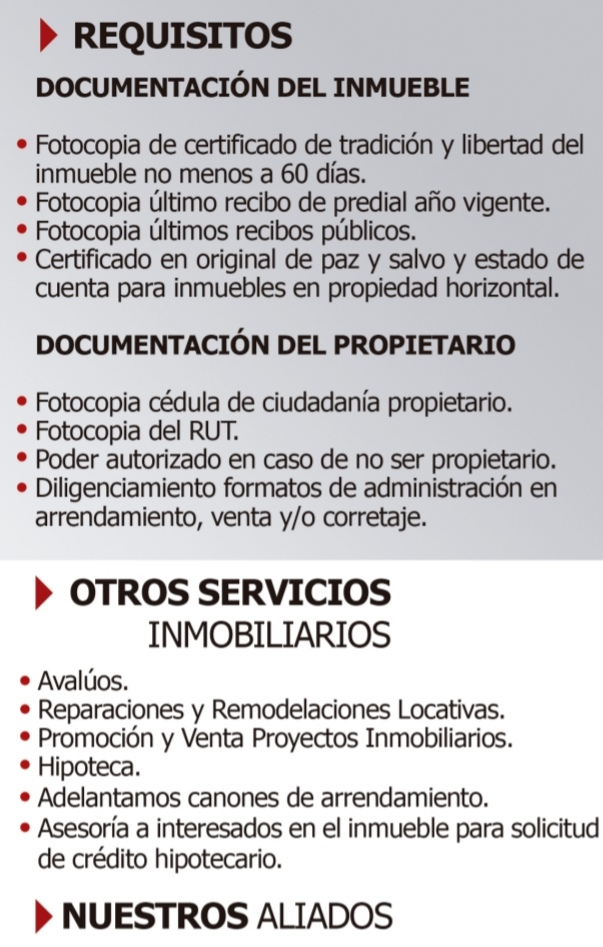 REQUISITOS
DOCUMENTACIÓN DEL INMUEBLE
• Fotocopia de certificado de tradición y libertad del
inmueble no menos a 60 días.
• Fotocopia último recibo de predial año vigente.
• Fotocopia últimos recibos públicos.
• Certificado en original de paz y salvo y estado de
cuenta para inmuebles en propiedad horizontal.
DOCUMENTACIÓN DEL PROPIETARIO
• Fotocopia cédula de ciudadanía propietario.
• Fotocopia del RUT.
• Poder autorizado en caso de no ser propietario.
• Diligenciamiento formatos de administración en
arrendamiento, venta y/o corretaje.
OTROS SERVICIOS
INMOBILIARIOS
• Avalúos.
• Reparaciones y Remodelaciones Locativas.
• Promoción y Venta Proyectos Inmobiliarios.
• Hipoteca.
• Adelantamos canones de arrendamiento.
• Asesoría a interesados en el inmueble para solicitud
de crédito hipotecario.
NUESTROS ALIADOS